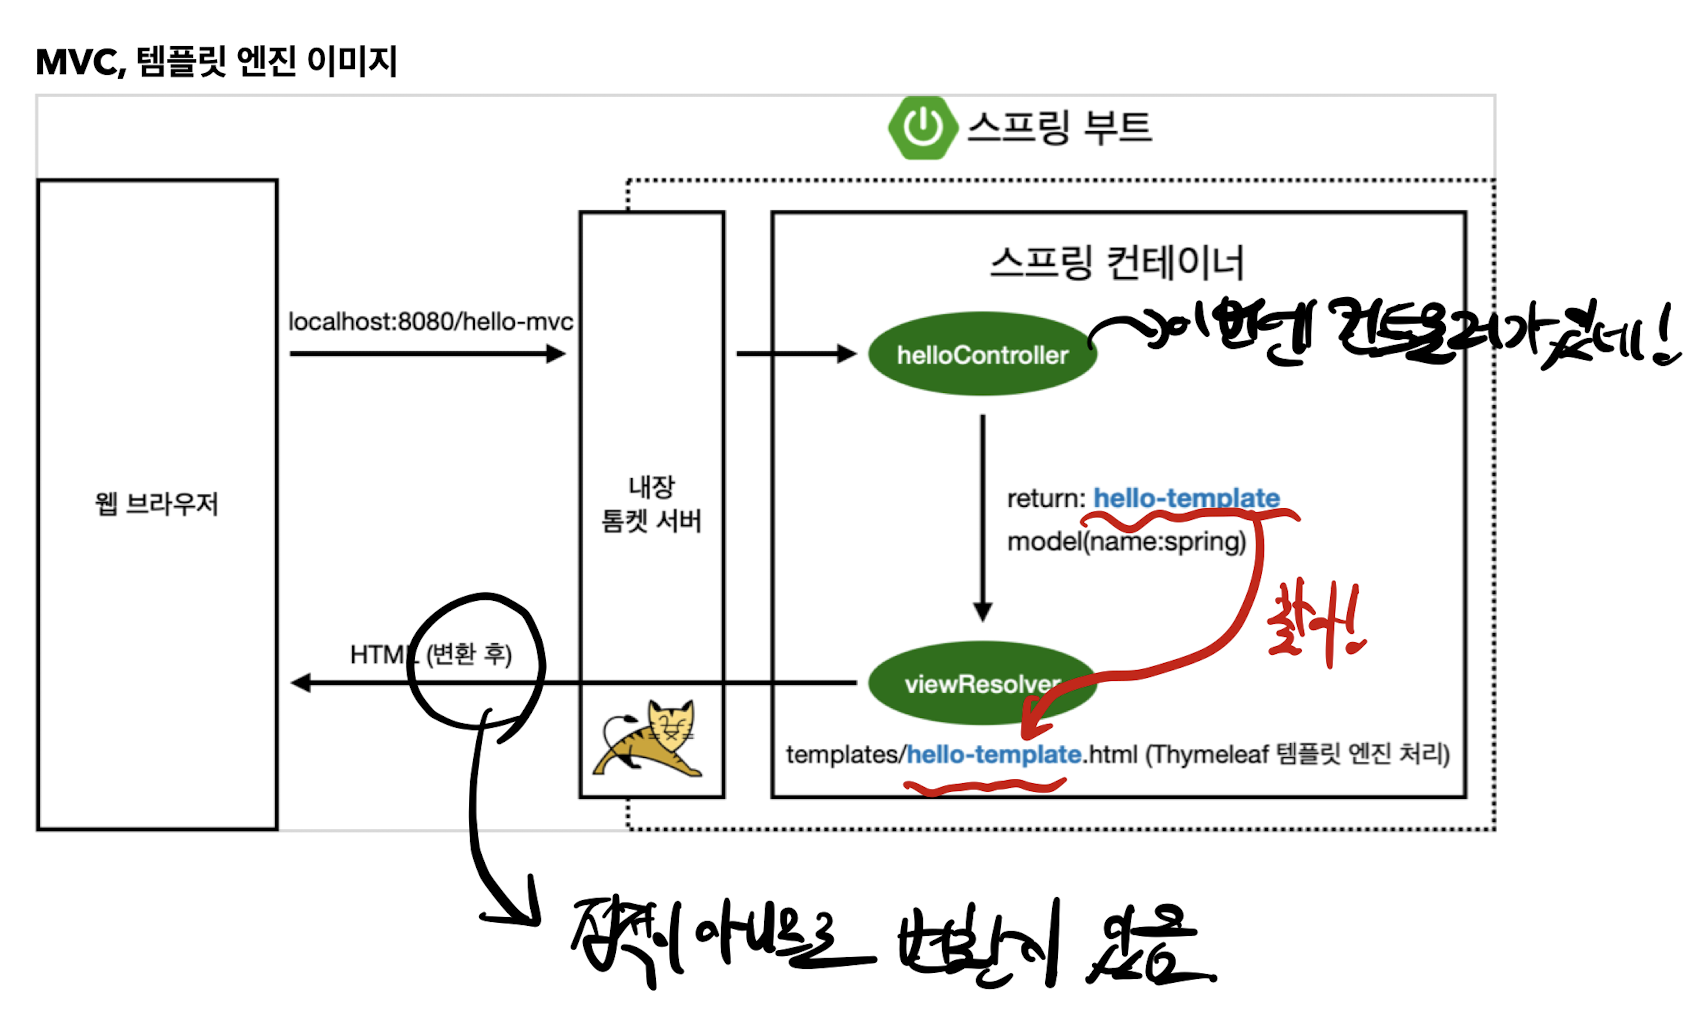 MVC, 템플릿 엔진 이미지
스프링 부트
스프링 컨테이너
localhost:8080/hello-mvc
helloController
이번엔 컨트롤러가 있네!
웹 브라우저
내장
톰켓 서버
return: hello-template
model(name:spring)
찾아!
HTML (변환 후)
viewResolver
templates/hello-template.html (Thymeleaf 템플릿 엔진 처리)
정적이 아니므로 변환이 있음